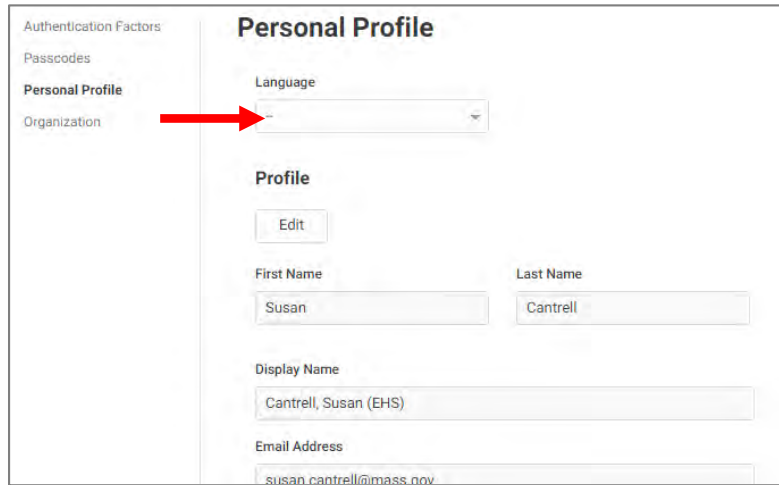 Authentication Factors
Passcodes
Personal Profile
Organization
Personal Profile
Language
--
Profile
Edit
First Name
Last Name
Susan
Cantrell
Display Name
Cantrell, Susan (EHS)
Email Address
susan.cantrell@mass.gov